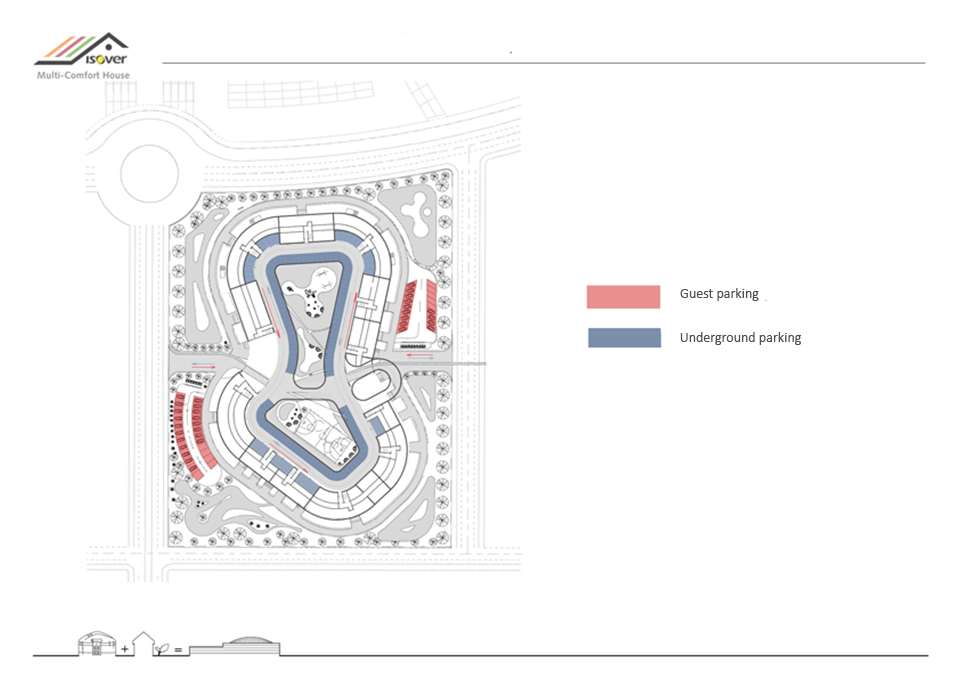 isover
Multi-Comfort House
Guest parking
Underground parking
+
=